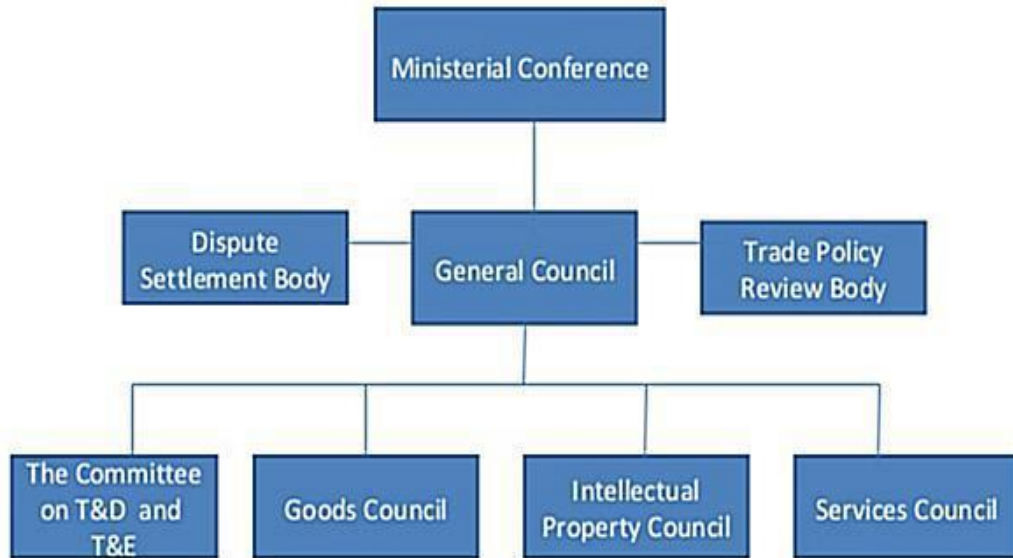 Ministerial Conference
Dispute
Settlement Body
General Council
Trade Policy
Review Body
The Committee
on T&D and
T&E
Goods Council
Intellectual
Property Council
Services Council